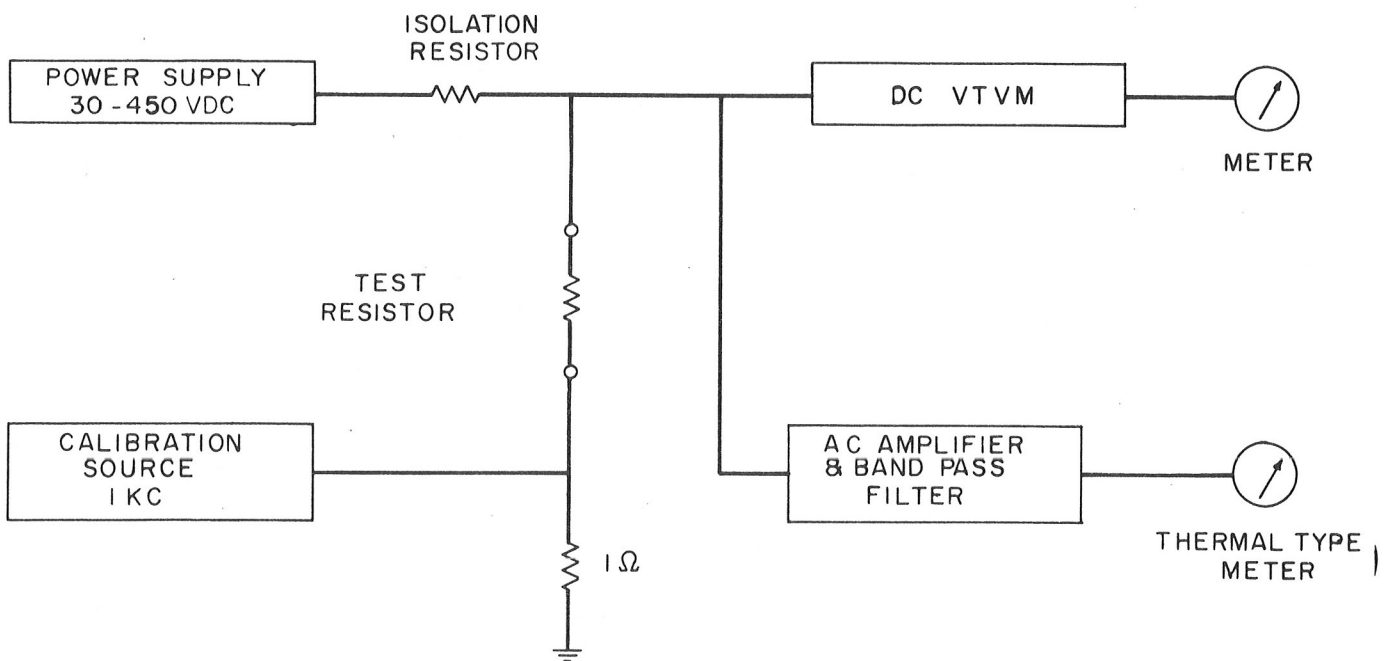 ISOLATION
RESISTOR
POWER SUPPLY
30-450 VDC
DC VTVM
METER
TEST
RESISTOR
CALIBRATION
SOURCE
1 KC
AC AMPLIFIER
& BAND PASS
FILTER
1Ω
THERMAL TYPE
METER